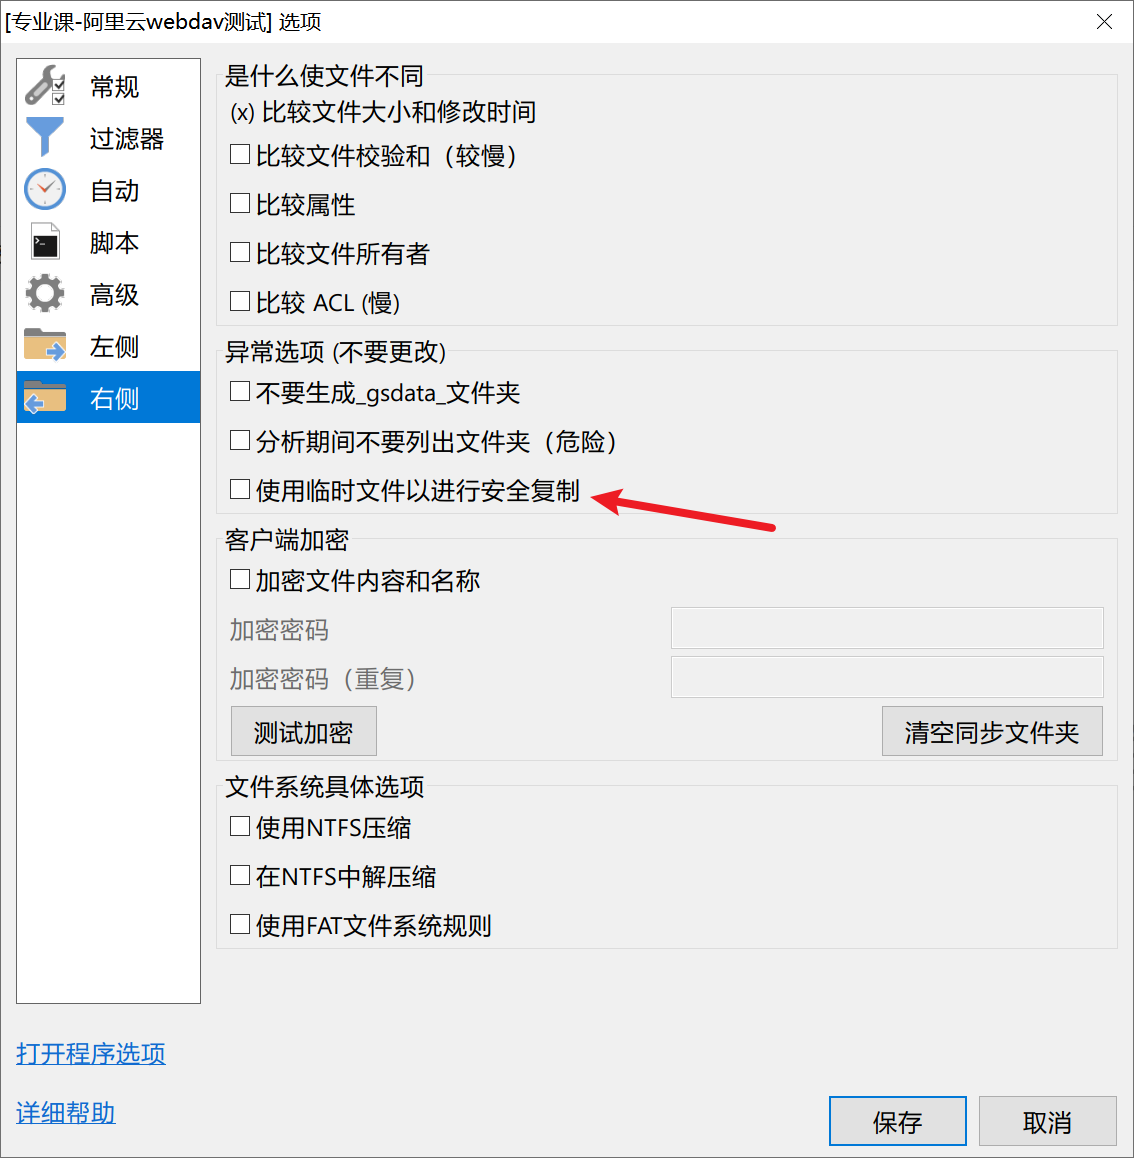 [专业课-阿里云webdav测试] 选项
常规
过滤器
自动
脚本
高级
左侧
右侧
是什么使文件不同
(x) 比较文件大小和修改时间
比较文件校验和（较慢）
比较属性
比较文件所有者
比较 ACL (慢)
异常选项 (不要更改)
不要生成_gsdata_文件夹
分析期间不要列出文件夹（危险）
使用临时文件以进行安全复制
客户端加密
加密文件内容和名称
加密密码
加密密码（重复）
测试加密
清空同步文件夹
文件系统具体选项
使用NTFS压缩
在NTFS中解压缩
使用FAT文件系统规则
打开程序选项
详细帮助
保存
取消